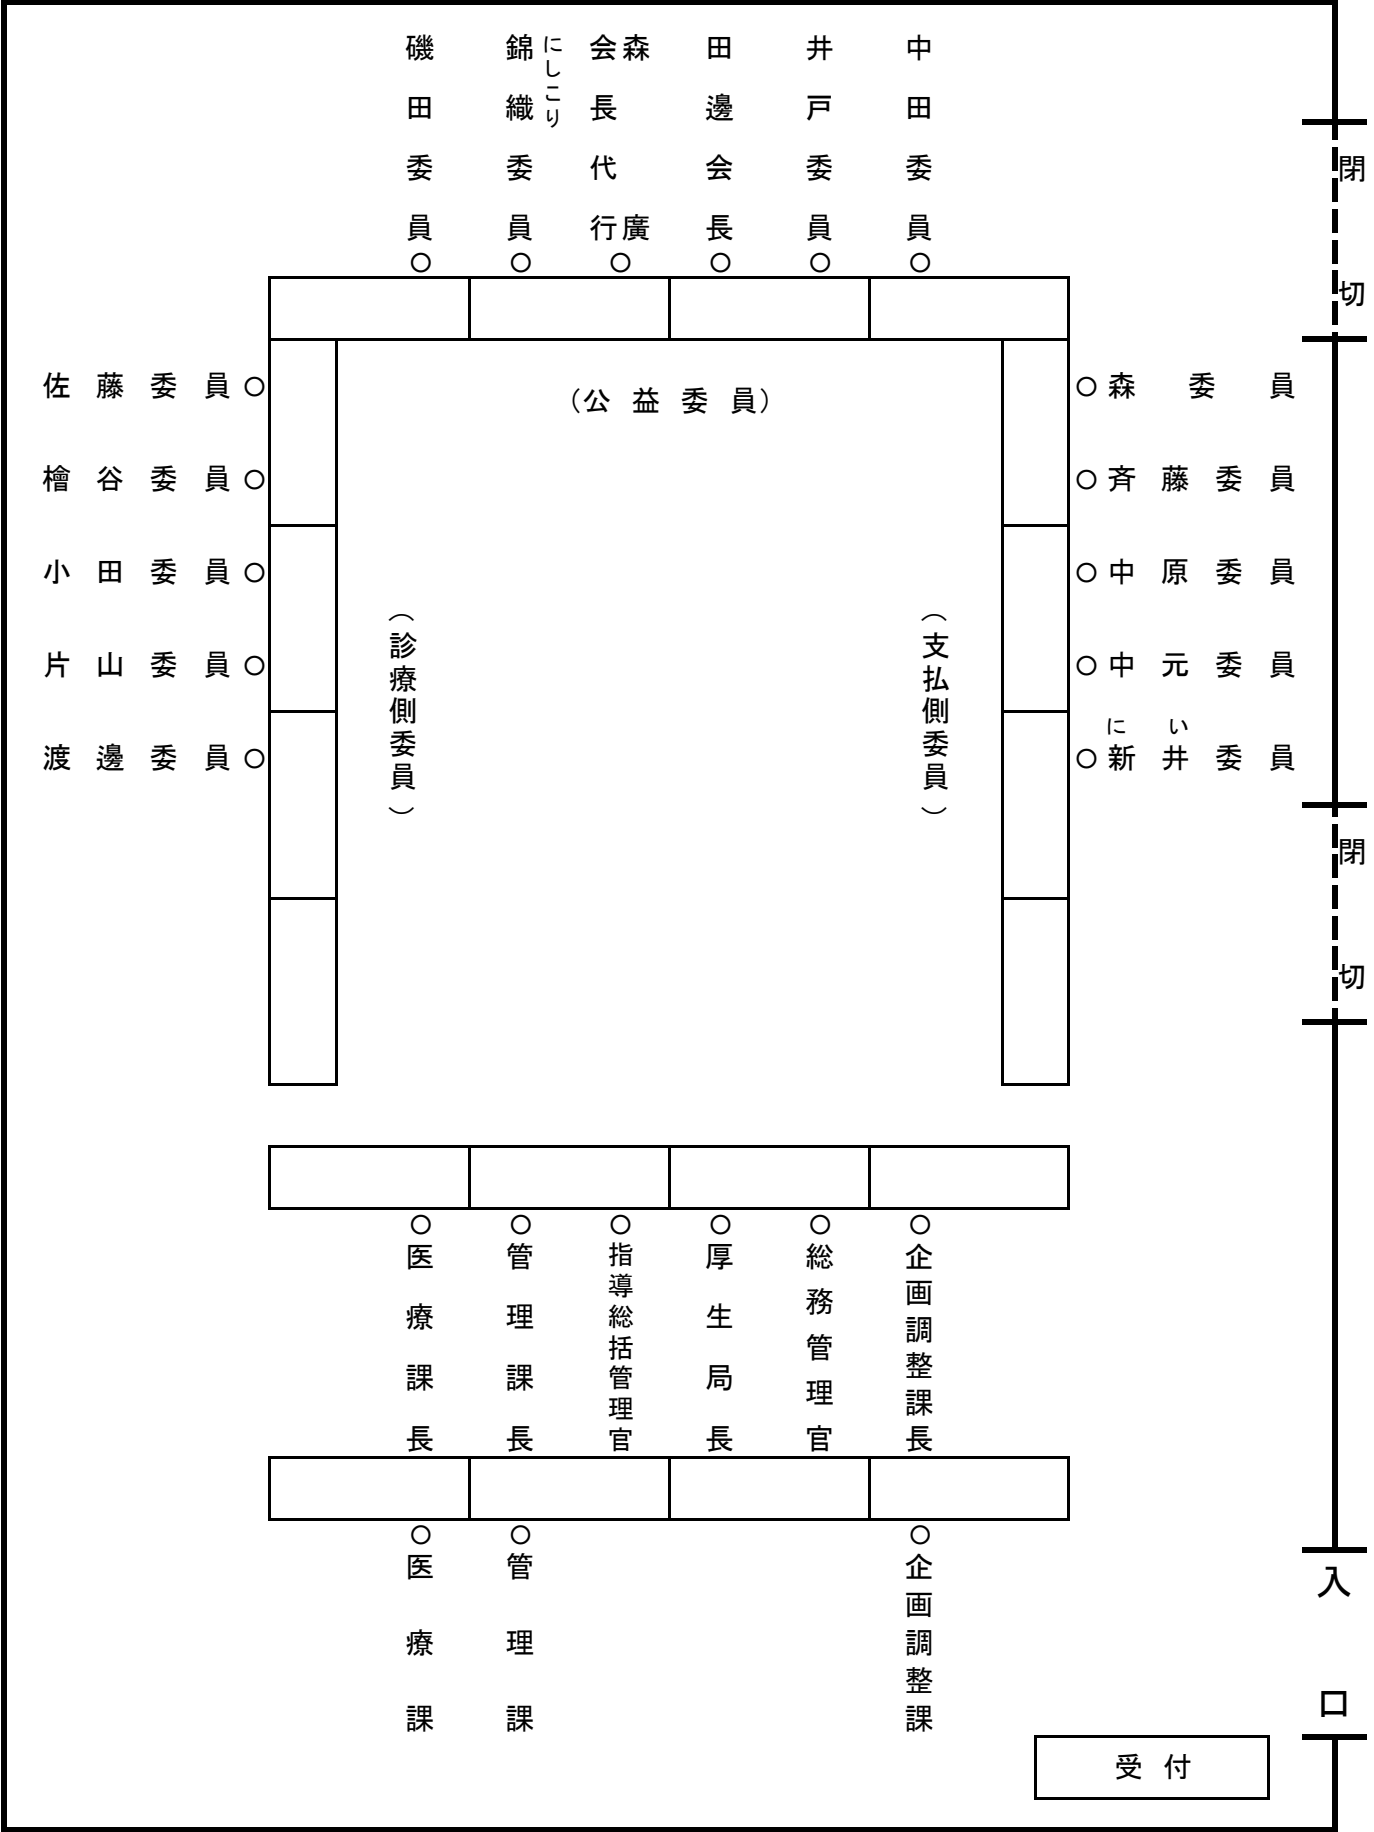 中田委員
井戸委員
田邊会長
森廣
会長代行
にしこり
錦織委員
磯田委員
閉切
(公益委員)
佐藤委員
檜谷委員
小田委員
片山委員
渡邊委員
(診療側委員)
(支払側委員)
森委員
斉藤委員
中原委員
中元委員
にい
新井委員
閉切
企画調整課長
総務管理官
厚生局長
指導総括管理官
管理課長
医療課長
企画調整課
管理課
医療課
入口
受付